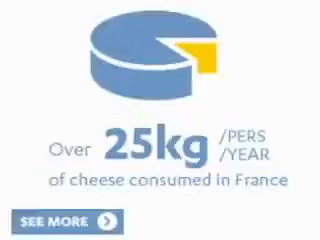 Over 25kg /PERS
/YEAR
of cheese consumed in France
SEE MORE